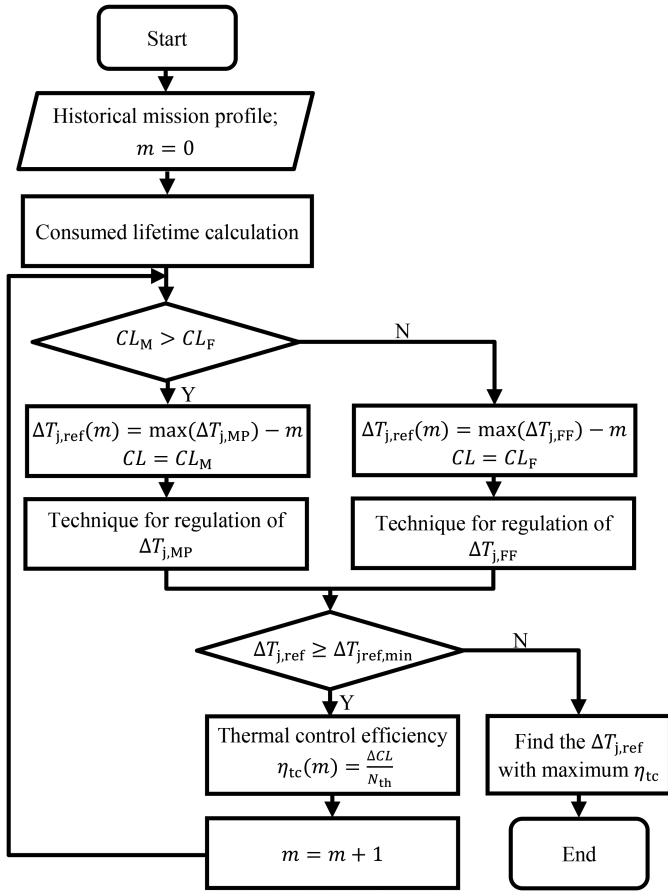 Start
Historical mission profile;
m = 0
Consumed lifetime calculation
CL_M > CL_F
N
Y
ΔT_j,ref(m) = max(ΔT_j,MP) − m
CL = CL_M
ΔT_j,ref(m) = max(ΔT_j,FF) − m
CL = CL_F
Technique for regulation of
ΔT_j,MP
Technique for regulation of
ΔT_j,FF
ΔT_j,ref ≥ ΔT_jref,min
N
Y
Thermal control efficiency
η_tc(m) = ΔCL/N_th
Find the ΔT_j,ref
with maximum η_tc
m = m + 1
End